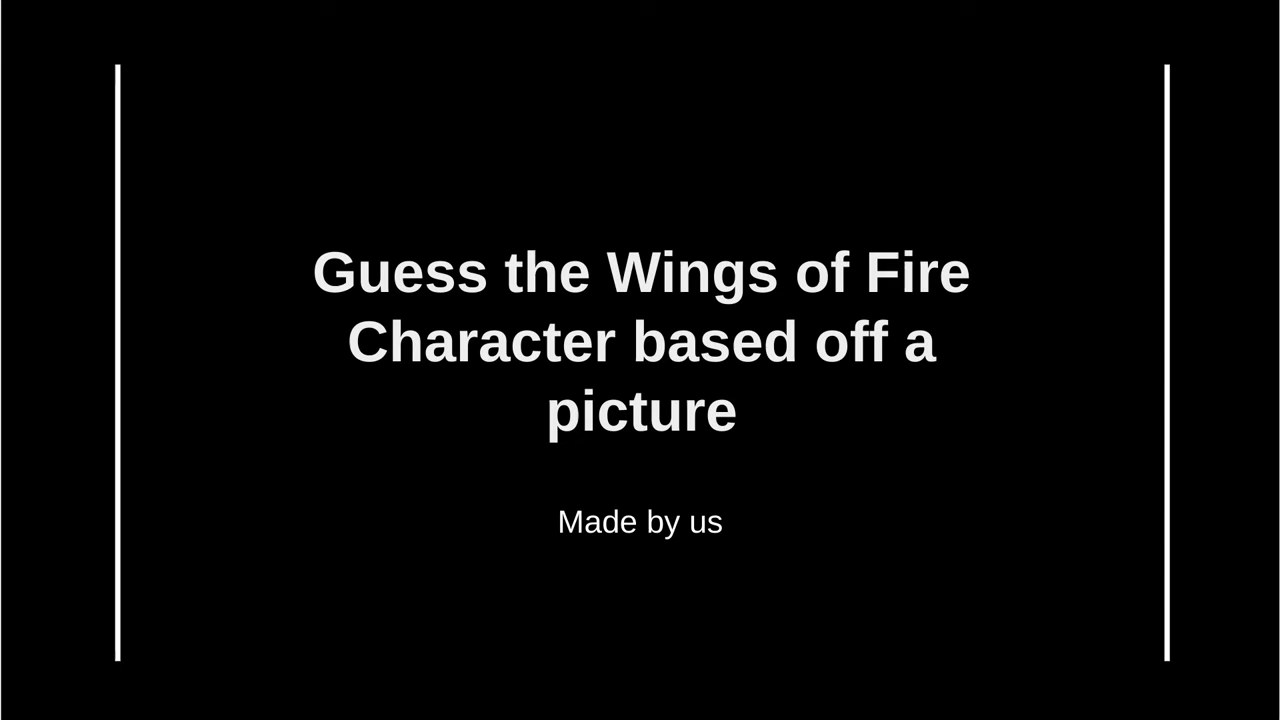 Guess the Wings of Fire
Character based off a
picture
Made by us